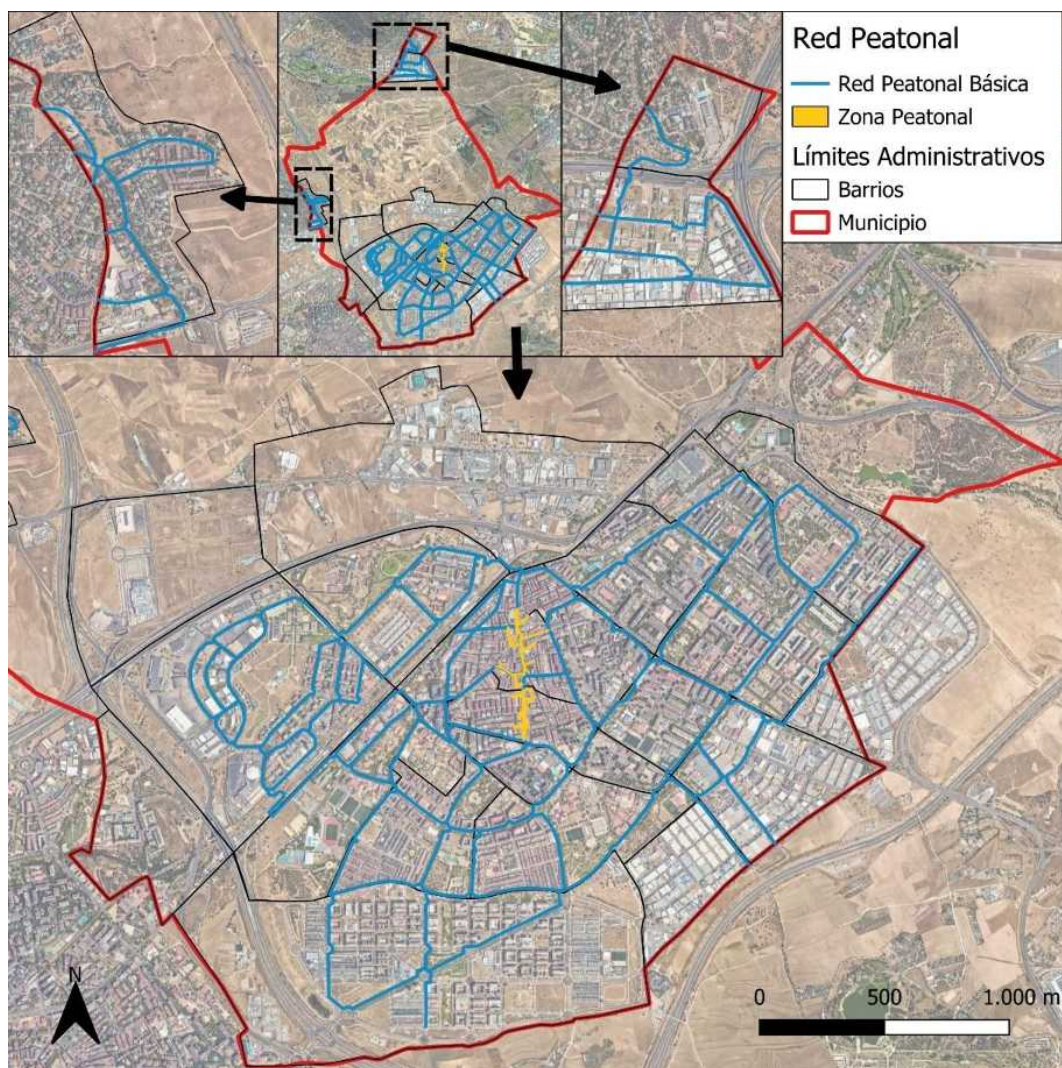 Red Peatonal
Red Peatonal Básica
Zona Peatonal
Límites Administrativos
Barrios
Municipio
N
0 500 1.000 m